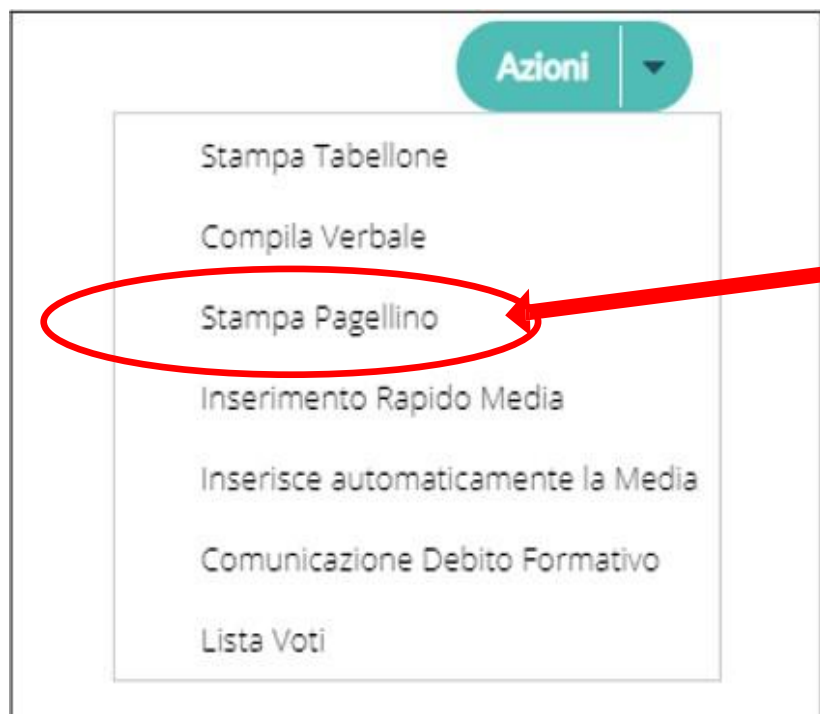 Azioni
Stampa Tabellone
Compila Verbale
Stampa Pagellino
Inserimento Rapido Media
Inserisce automaticamente la Media
Comunicazione Debito Formativo
Lista Voti